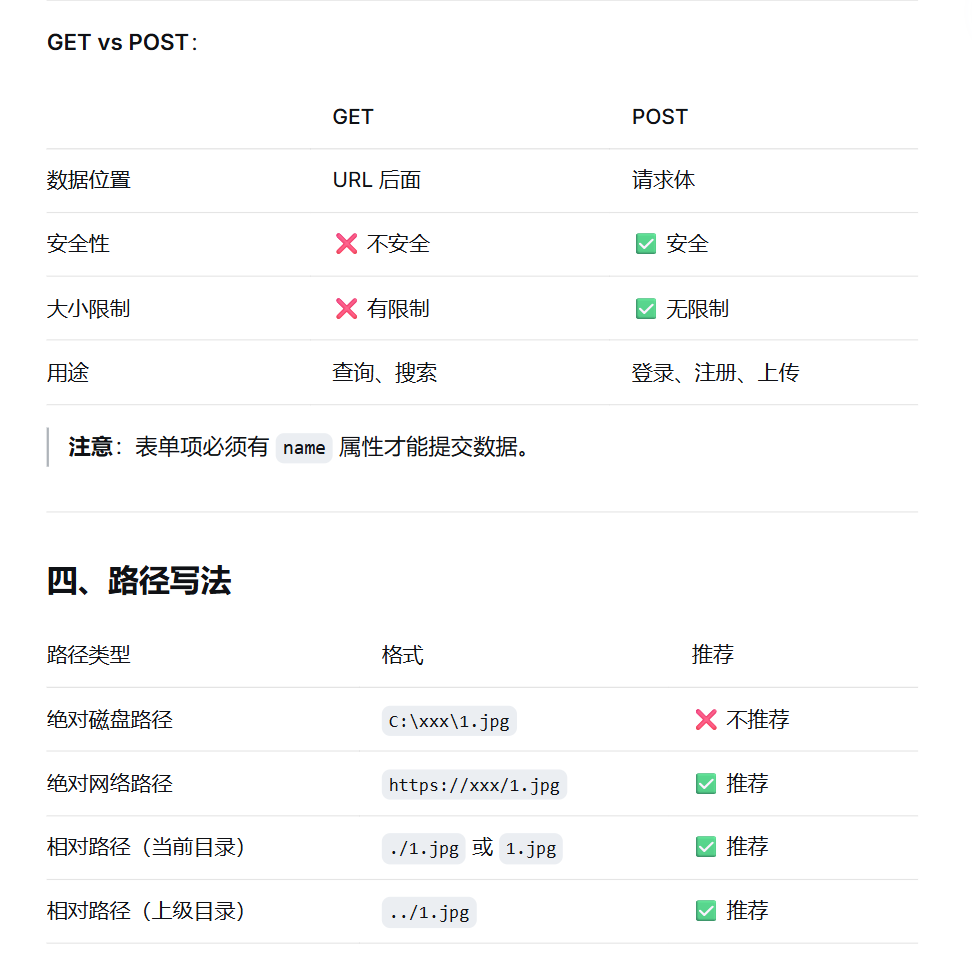 GET vs POST：
GET POST
数据位置 URL 后面 请求体
安全性 ❌ 不安全 ✅ 安全
大小限制 ❌ 有限制 ✅ 无限制
用途 查询、搜索 登录、注册、上传
注意：表单项必须有 name 属性才能提交数据。
四、路径写法
路径类型 格式 推荐
绝对磁盘路径 C:\xxx\1.jpg ❌ 不推荐
绝对网络路径 https://xxx/1.jpg ✅ 推荐
相对路径（当前目录） ./1.jpg 或 1.jpg ✅ 推荐
相对路径（上级目录） ../1.jpg ✅ 推荐